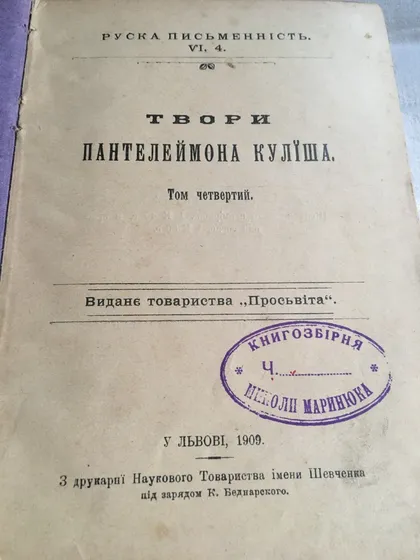 РУСКА ПИСЬМЕННІСТЬ.
VI, 4.
ТВОРИ
ПАНТЕЛЕЙМОНА КУЛЇША.
Том четвертий.
Виданє товариства „Просьвіта“.
КНИГОЗБІРНЯ
Ч.
МИКОЛИ МАРИНЮКА
У ЛЬВОВІ, 1909.
З друкарнї Наукового Товариства імени Шевченка
під зарядом К. Беднарского.